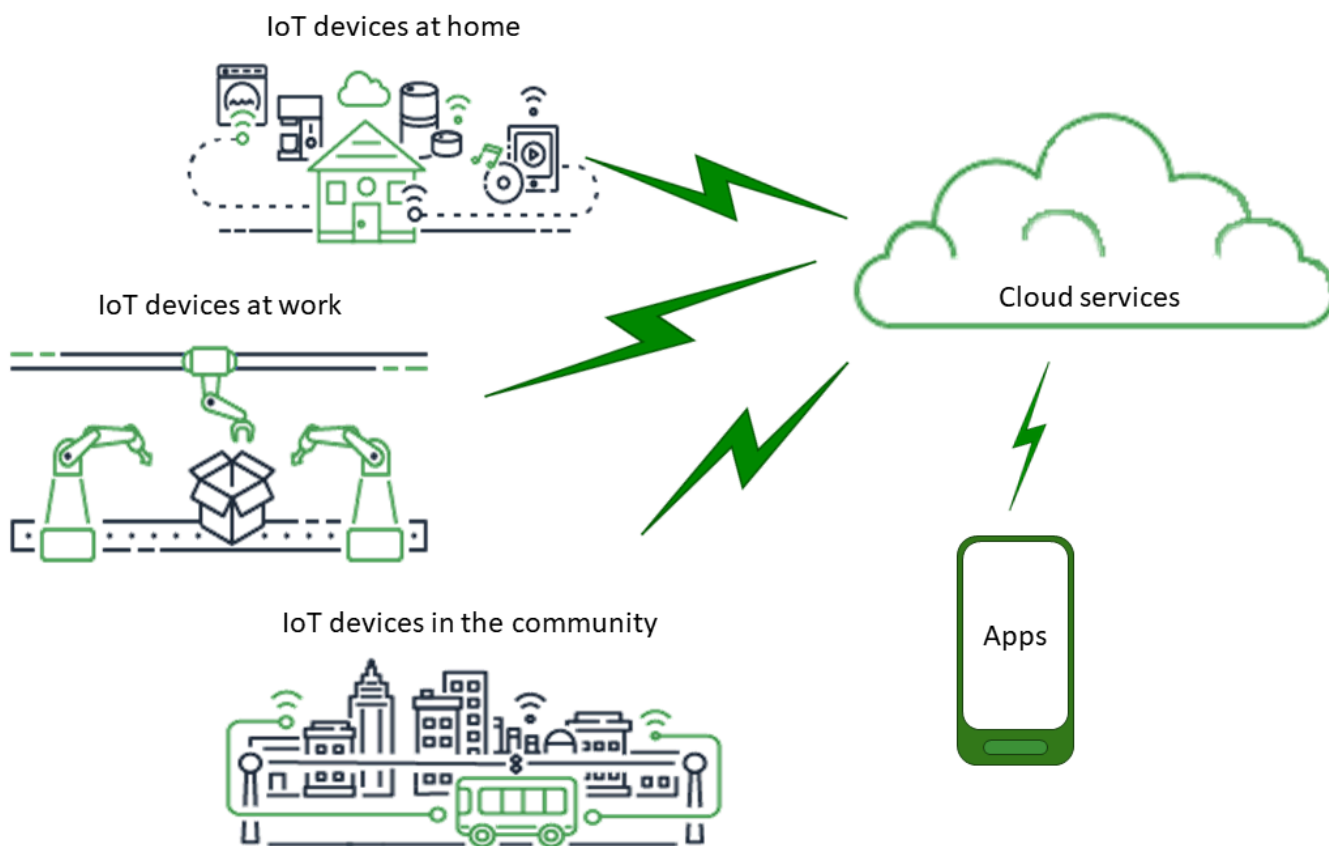 IoT devices at home
IoT devices at work
Cloud services
IoT devices in the community
Apps